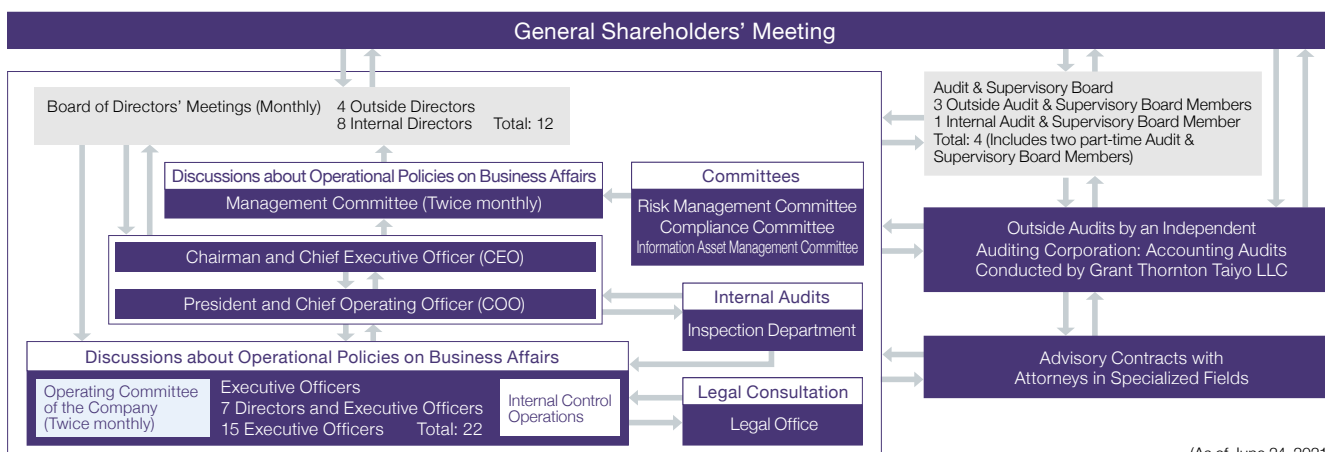 General Shareholders' Meeting
Board of Directors' Meetings (Monthly)
4 Outside Directors
8 Internal Directors Total: 12
Discussions about Operational Policies on Business Affairs
Management Committee (Twice monthly)
Chairman and Chief Executive Officer (CEO)
President and Chief Operating Officer (COO)
Discussions about Operational Policies on Business Affairs
Operating Committee
of the Company
(Twice monthly)
Executive Officers
7 Directors and Executive Officers
15 Executive Officers Total: 22
Internal Control
Operations
Committees
Risk Management Committee
Compliance Committee
Information Asset Management Committee
Internal Audits
Inspection Department
Legal Consultation
Legal Office
Audit & Supervisory Board
3 Outside Audit & Supervisory Board Members
1 Internal Audit & Supervisory Board Member
Total: 4 (Includes two part-time Audit &
Supervisory Board Members)
Outside Audits by an Independent
Auditing Corporation: Accounting Audits
Conducted by Grant Thornton Taiyo LLC
Advisory Contracts with
Attorneys in Specialized Fields
(As of June 24, 2021